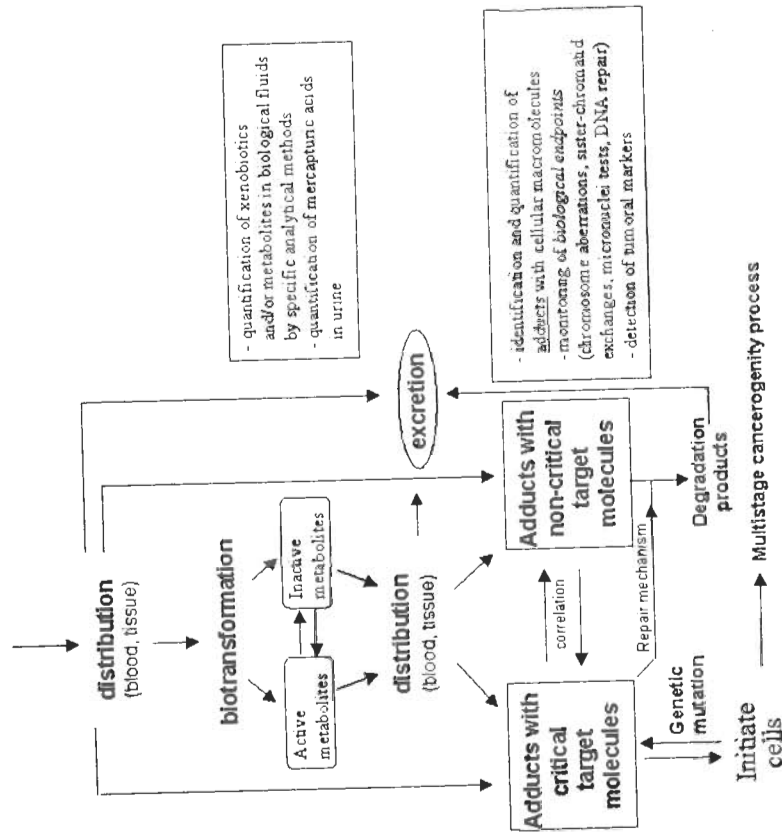 distribution
(blood, tissue)
biotransformation
Active
metabolites
Inactive
metabolites
distribution
(blood, tissue)
excretion
- quantification of xenobiotics
and/or metabolites in biological fluids
by specific analytical methods
- quantification of mercapturic acids
in urine
Adducts with
critical
target
molecules
correlation
Adducts with
non-critical
target
molecules
- identification and quantification of
adducts with cellular macromolecules
- monitoring of biological endpoints
(chromosome aberrations, sister-chromatid
exchanges, micronuclei tests, DNA repair)
- detection of tumoral markers
Repair mechanism
Genetic
mutation
Degradation
products
Initiate
cells
Multistage cancerogenity process